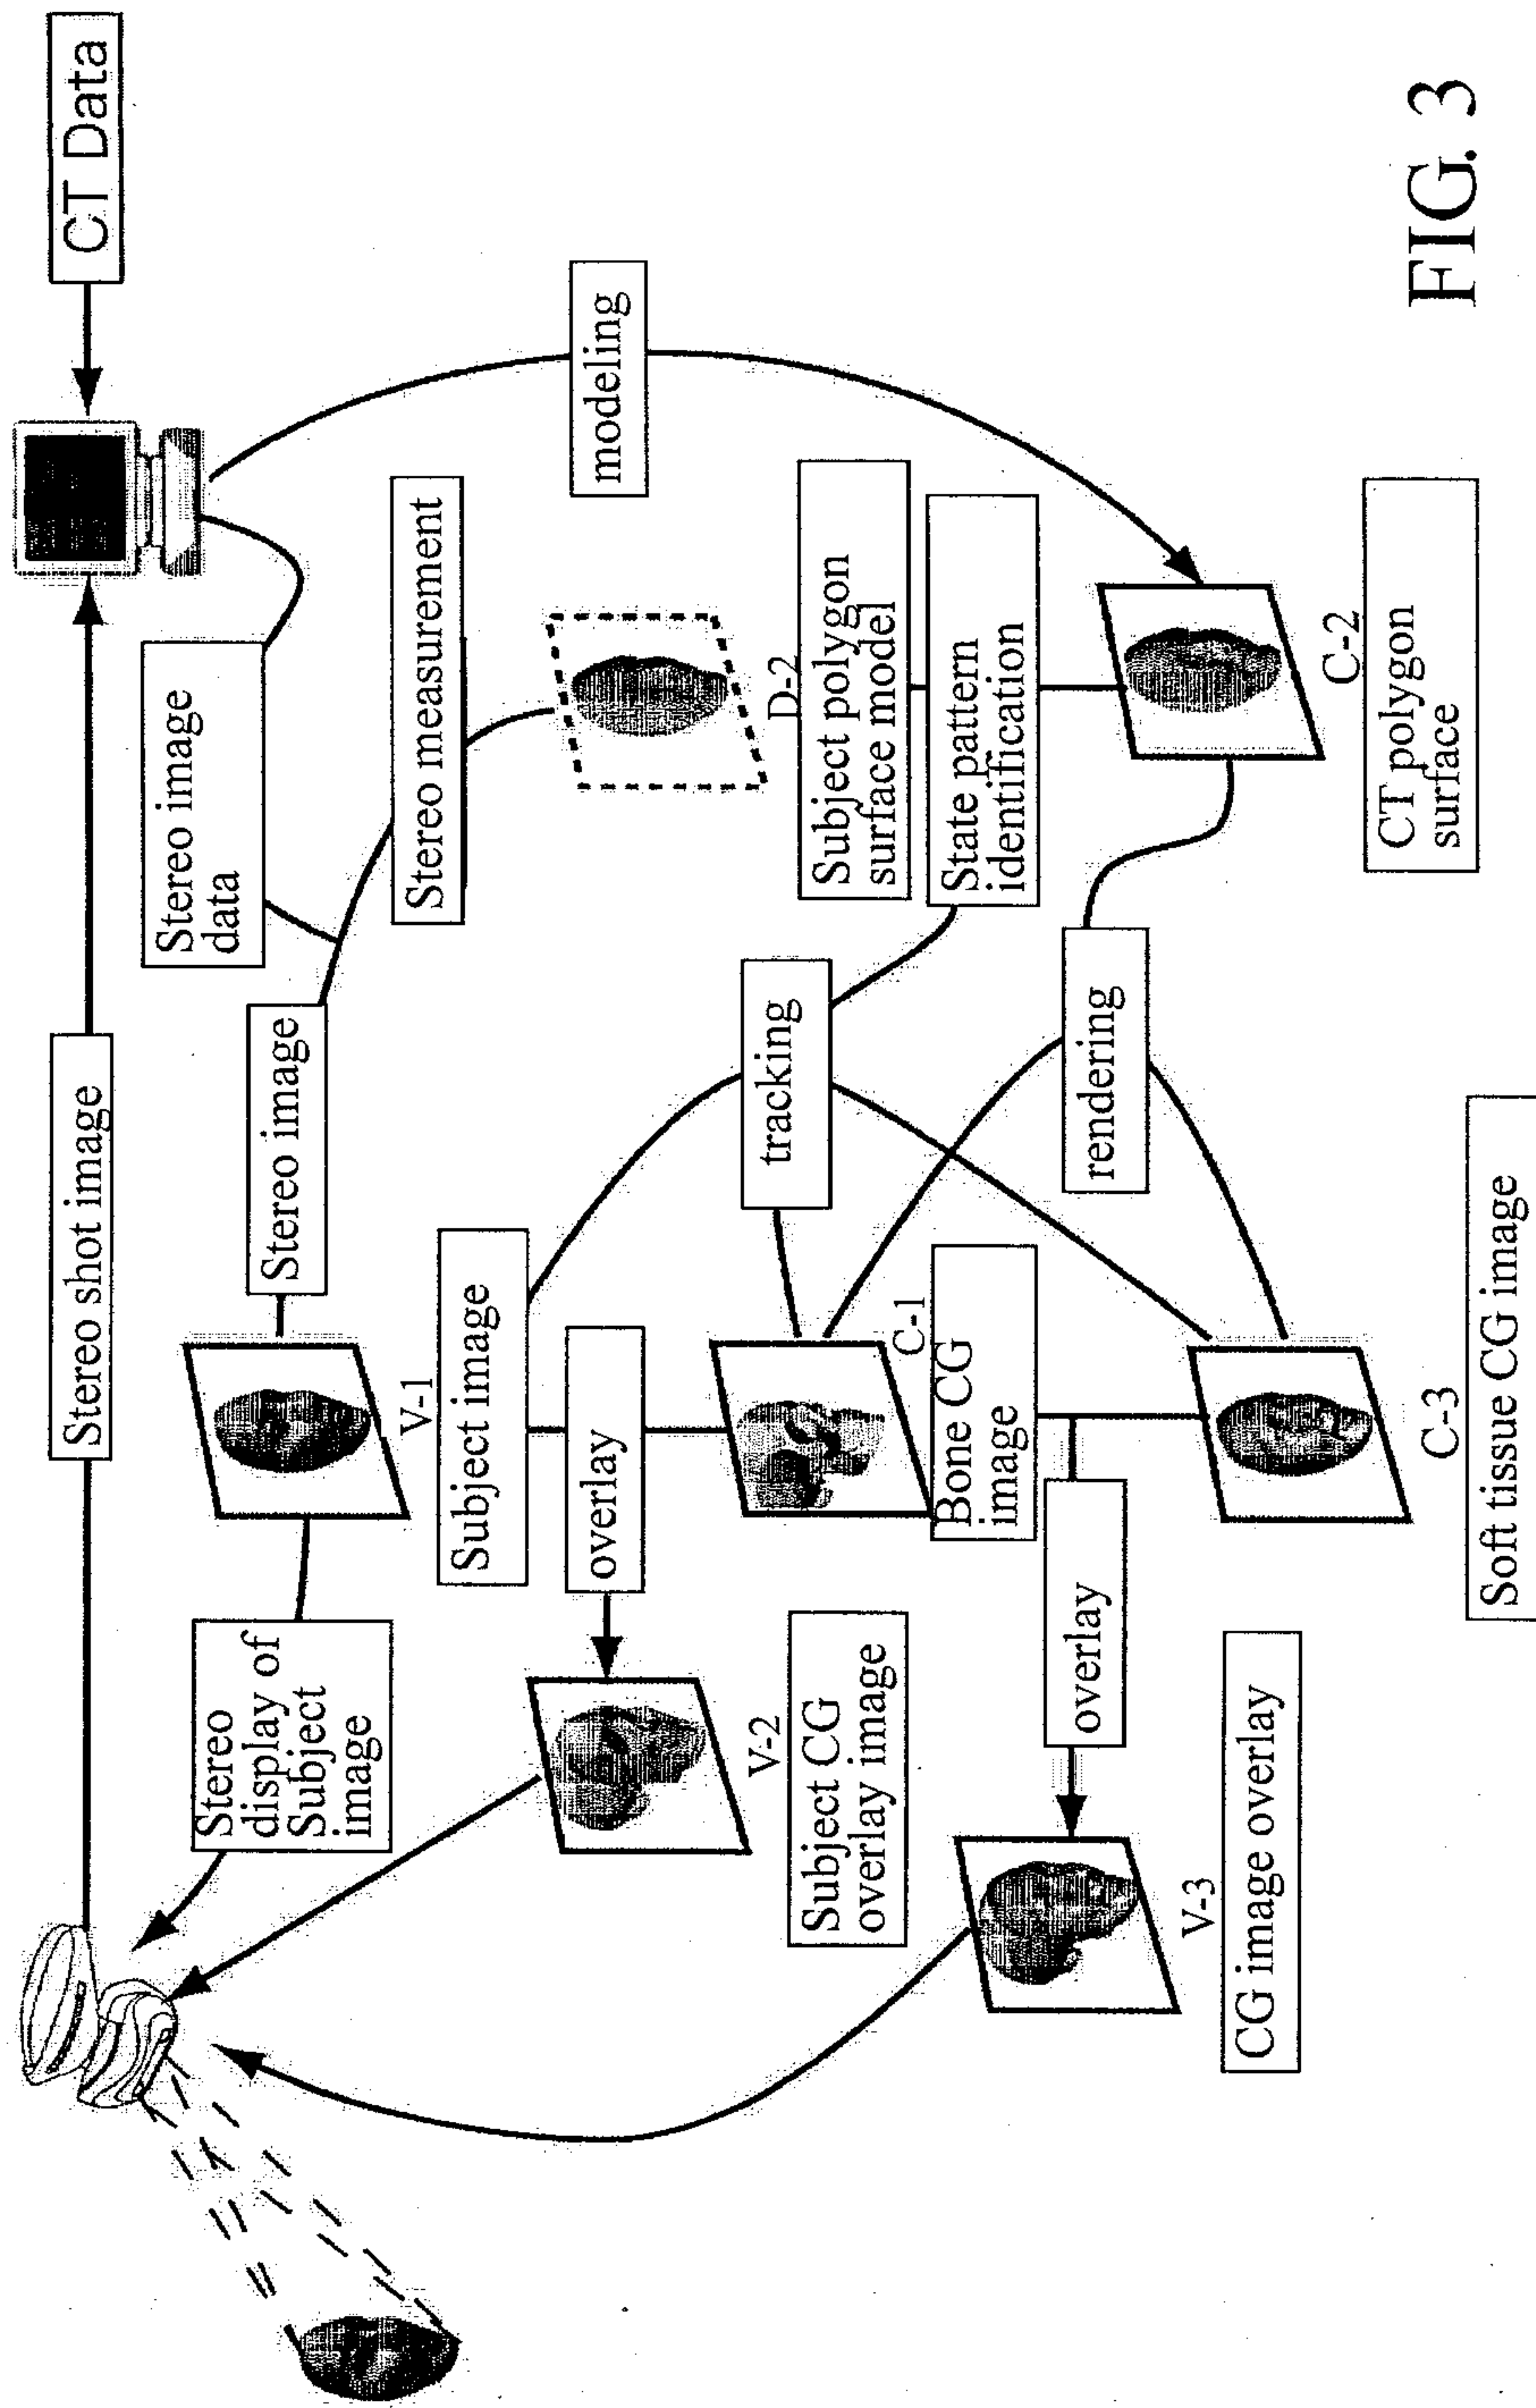 Stereo shot image
CT Data
Stereo
display of
Subject
image
V-1
Subject image
Stereo image
Stereo image
data
Stereo measurement
modeling
overlay
V-2
Subject CG
overlay image
tracking
D-2
Subject polygon
surface model
State pattern
identification
C-1
Bone CG
image
rendering
overlay
V-3
CG image overlay
C-2
CT polygon
surface
C-3
Soft tissue CG image
FIG. 3